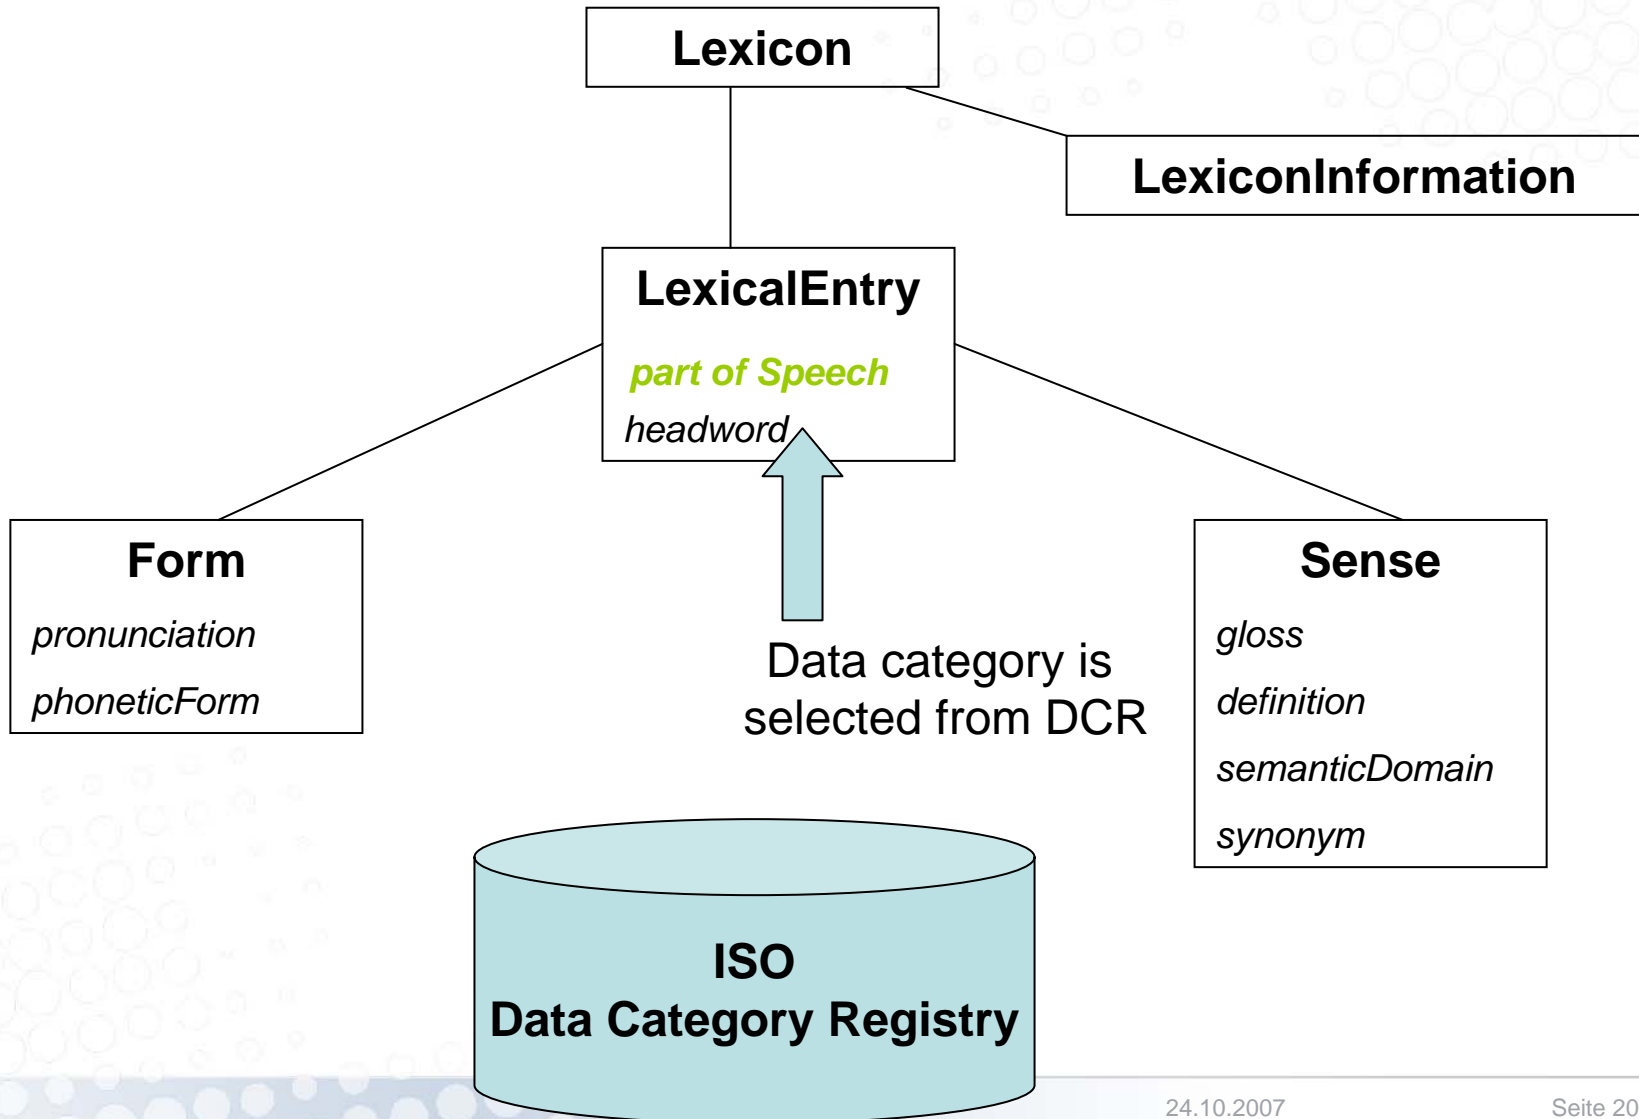 Lexicon
LexiconInformation
LexicalEntry
part of Speech
headword
Form
pronunciation
phoneticForm
Data category is
selected from DCR
Sense
gloss
definition
semanticDomain
synonym
ISO
Data Category Registry
24.10.2007
Seite 20